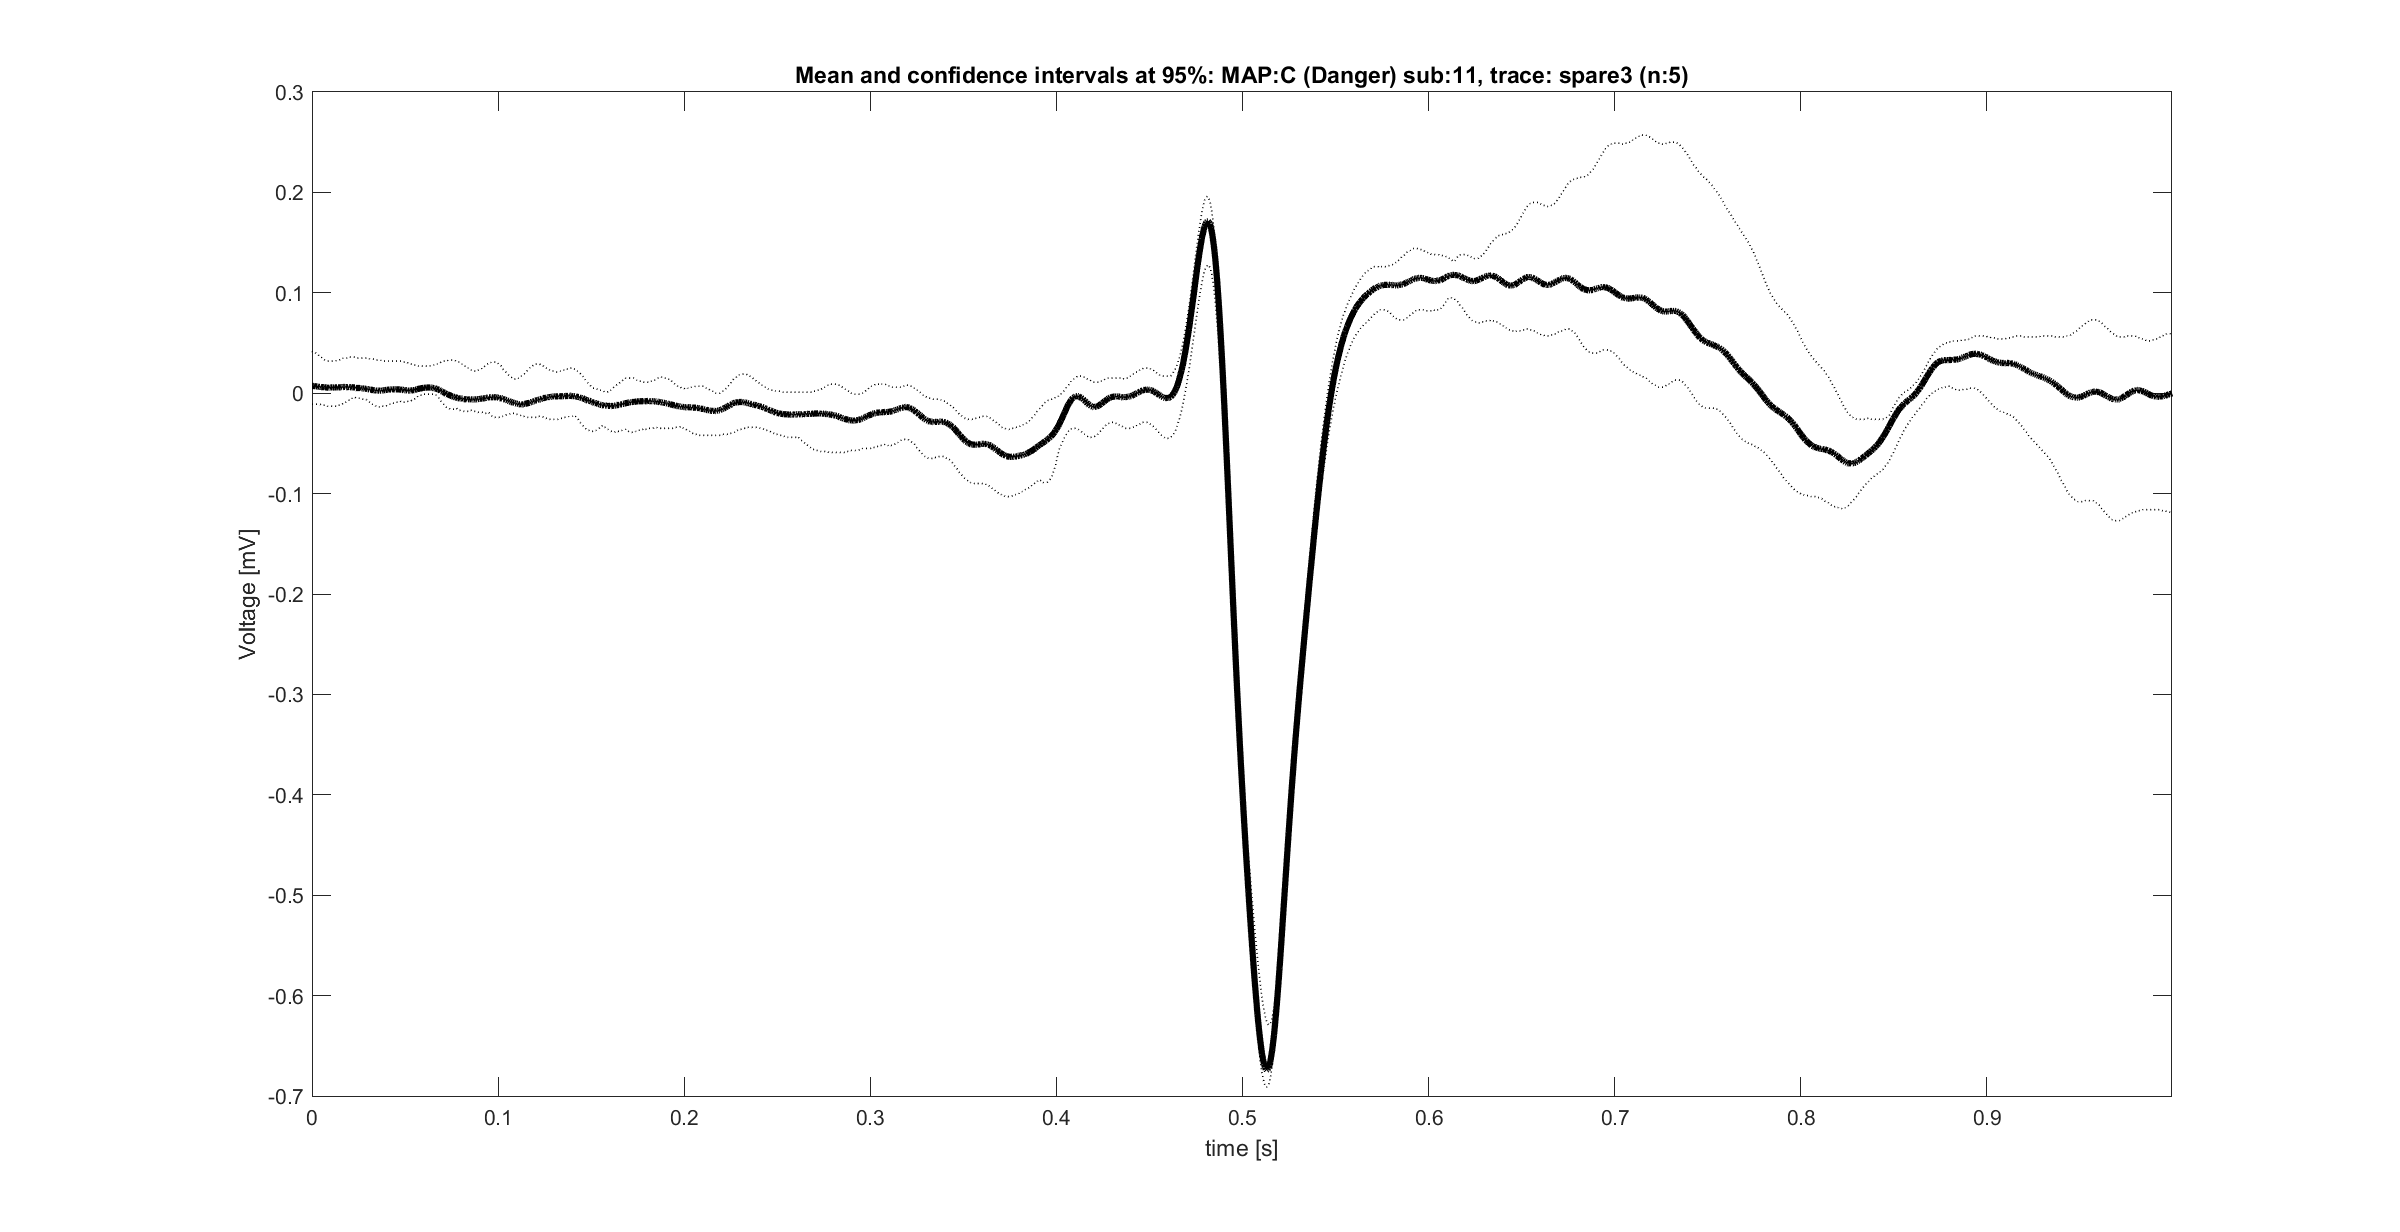 Mean and confidence intervals at 95%: MAP:C (Danger) sub:11, trace: spare3 (n:5)
0.3
0.2
0.1
0
-0.1
-0.2
-0.3
-0.4
-0.5
-0.6
-0.7
Voltage [mV]
0 0.1 0.2 0.3 0.4 0.5 0.6 0.7 0.8 0.9
time [s]